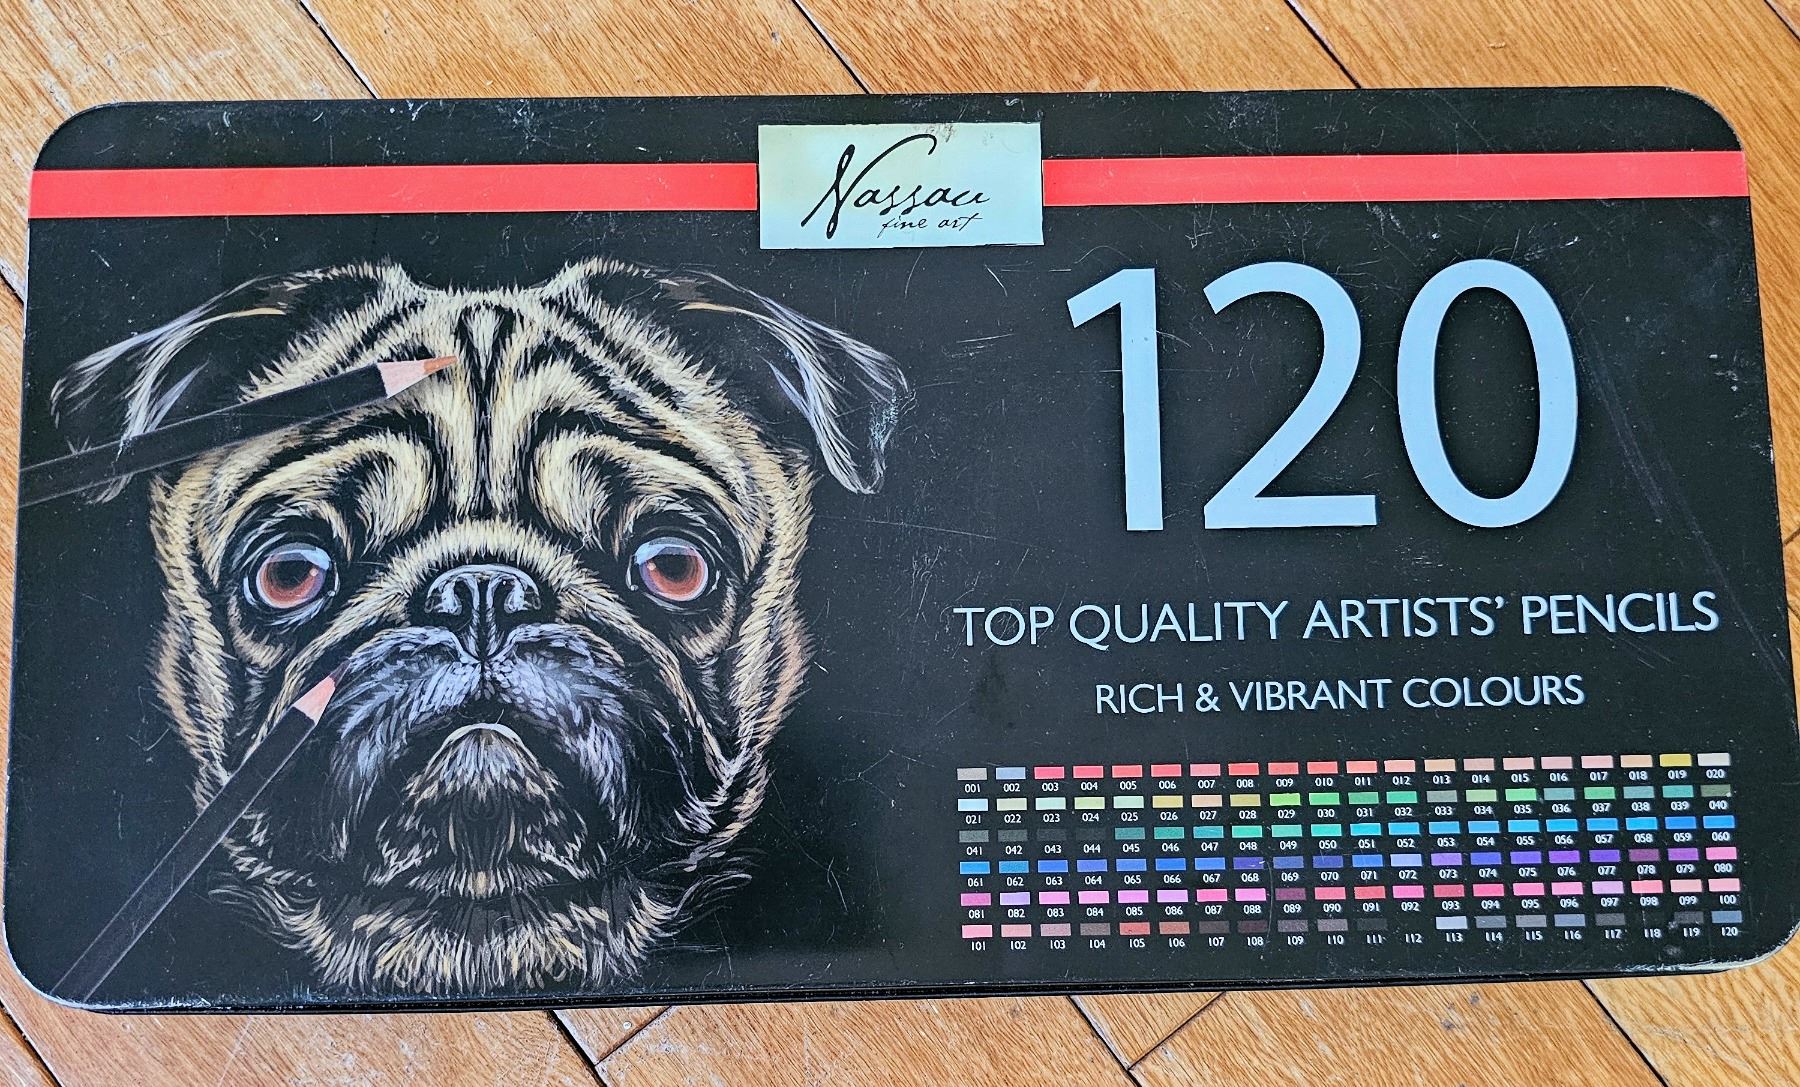 Nassau
fine art
120
TOP QUALITY ARTISTS' PENCILS
RICH & VIBRANT COLOURS
001 002 003 004 005 006 007 008 009 010 011 012 013 014 015 016 017 018 019 020
021 022 023 024 025 026 027 028 029 030 031 032 033 034 035 036 037 038 039 040
041 042 043 044 045 046 047 048 049 050 051 052 053 054 055 056 057 058 059 060
061 062 063 064 065 066 067 068 069 070 071 072 073 074 075 076 077 078 079 080
081 082 083 084 085 086 087 088 089 090 091 092 093 094 095 096 097 098 099 100
101 102 103 104 105 106 107 108 109 110 111 112 113 114 115 116 117 118 119 120